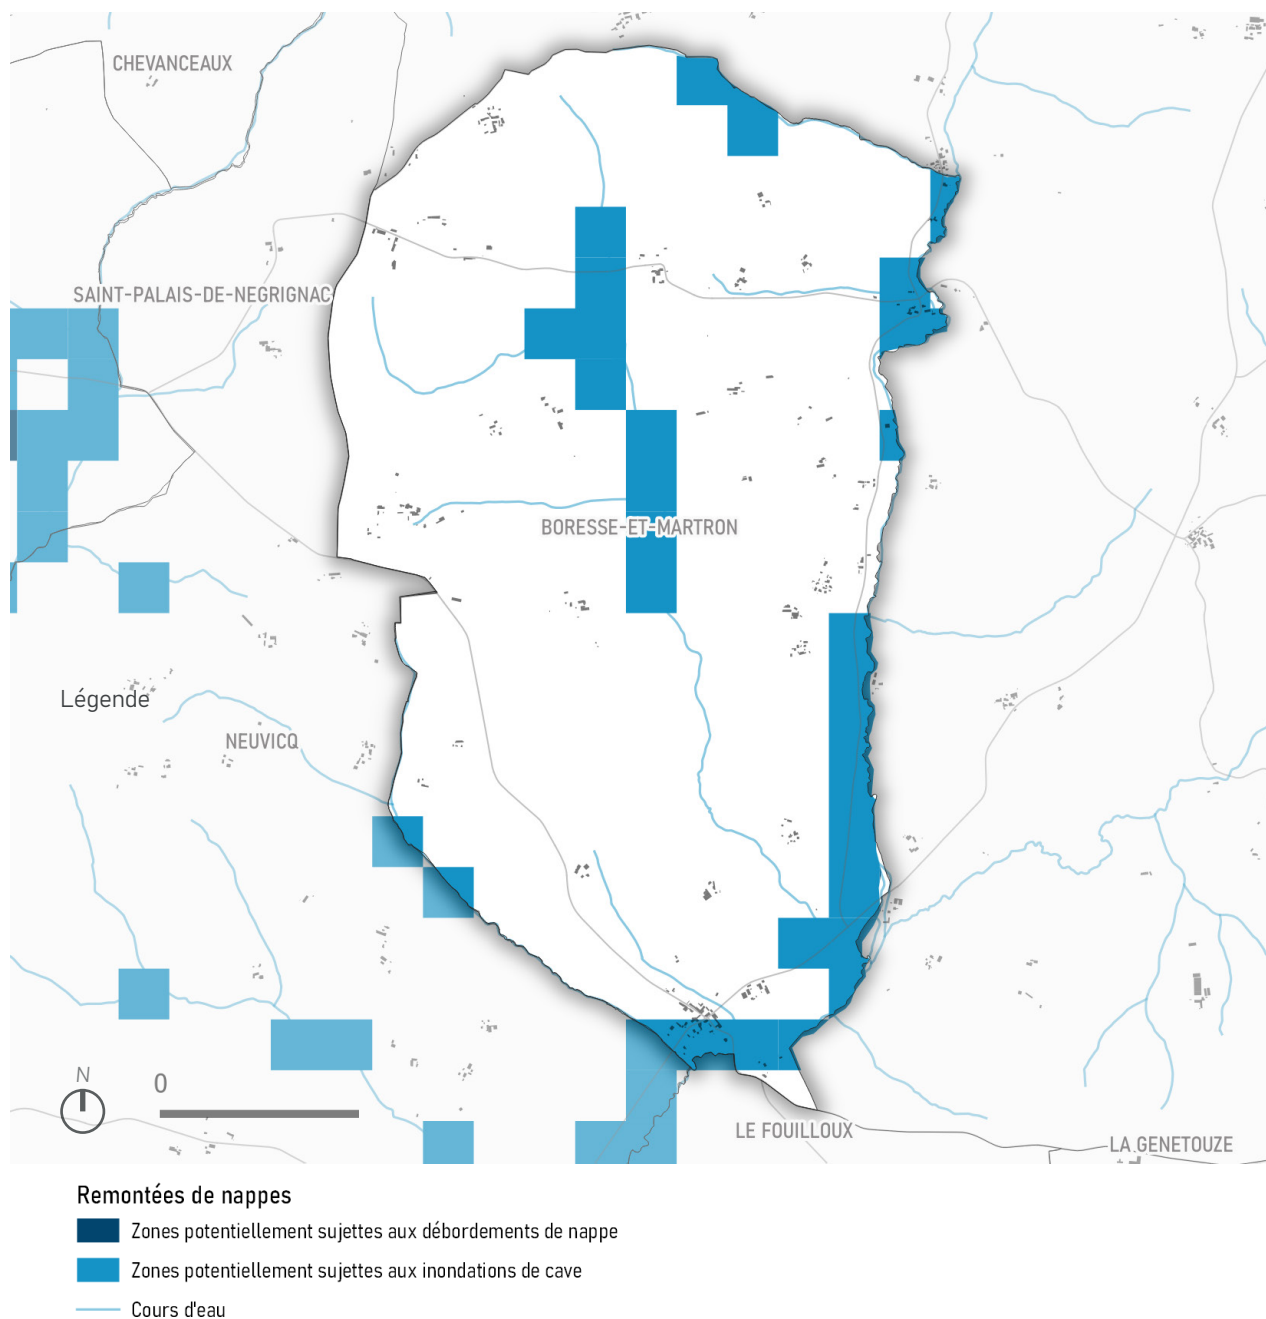 CHEVANCEAUX
SAINT-PALAIS-DE-NEGRIGNAC
BORESSE-ET-MARTRON
Légende
NEUVICQ
N
0
LE FOUILLOUX
LA GENETOUZE
Remontées de nappes
Zones potentiellement sujettes aux débordements de nappe
Zones potentiellement sujettes aux inondations de cave
Cours d'eau